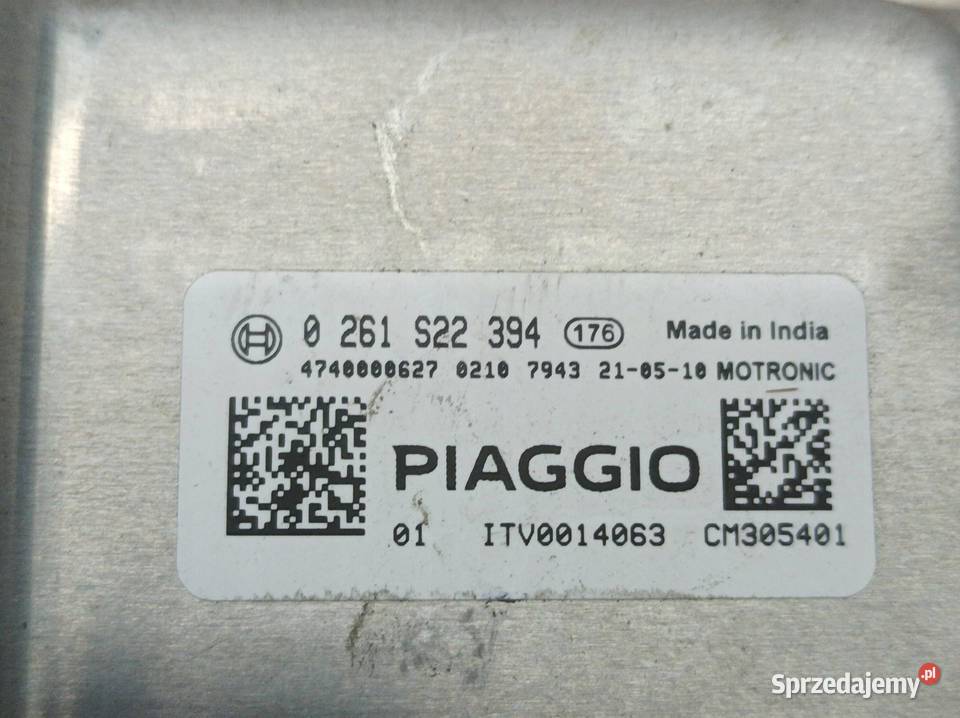 0 261 S22 394 176 Made in India
4740000627 0210 7943 21-05-10 MOTRONIC
PIAGGIO
01 ITV0014063 CM305401
Sprzedajemy.pl